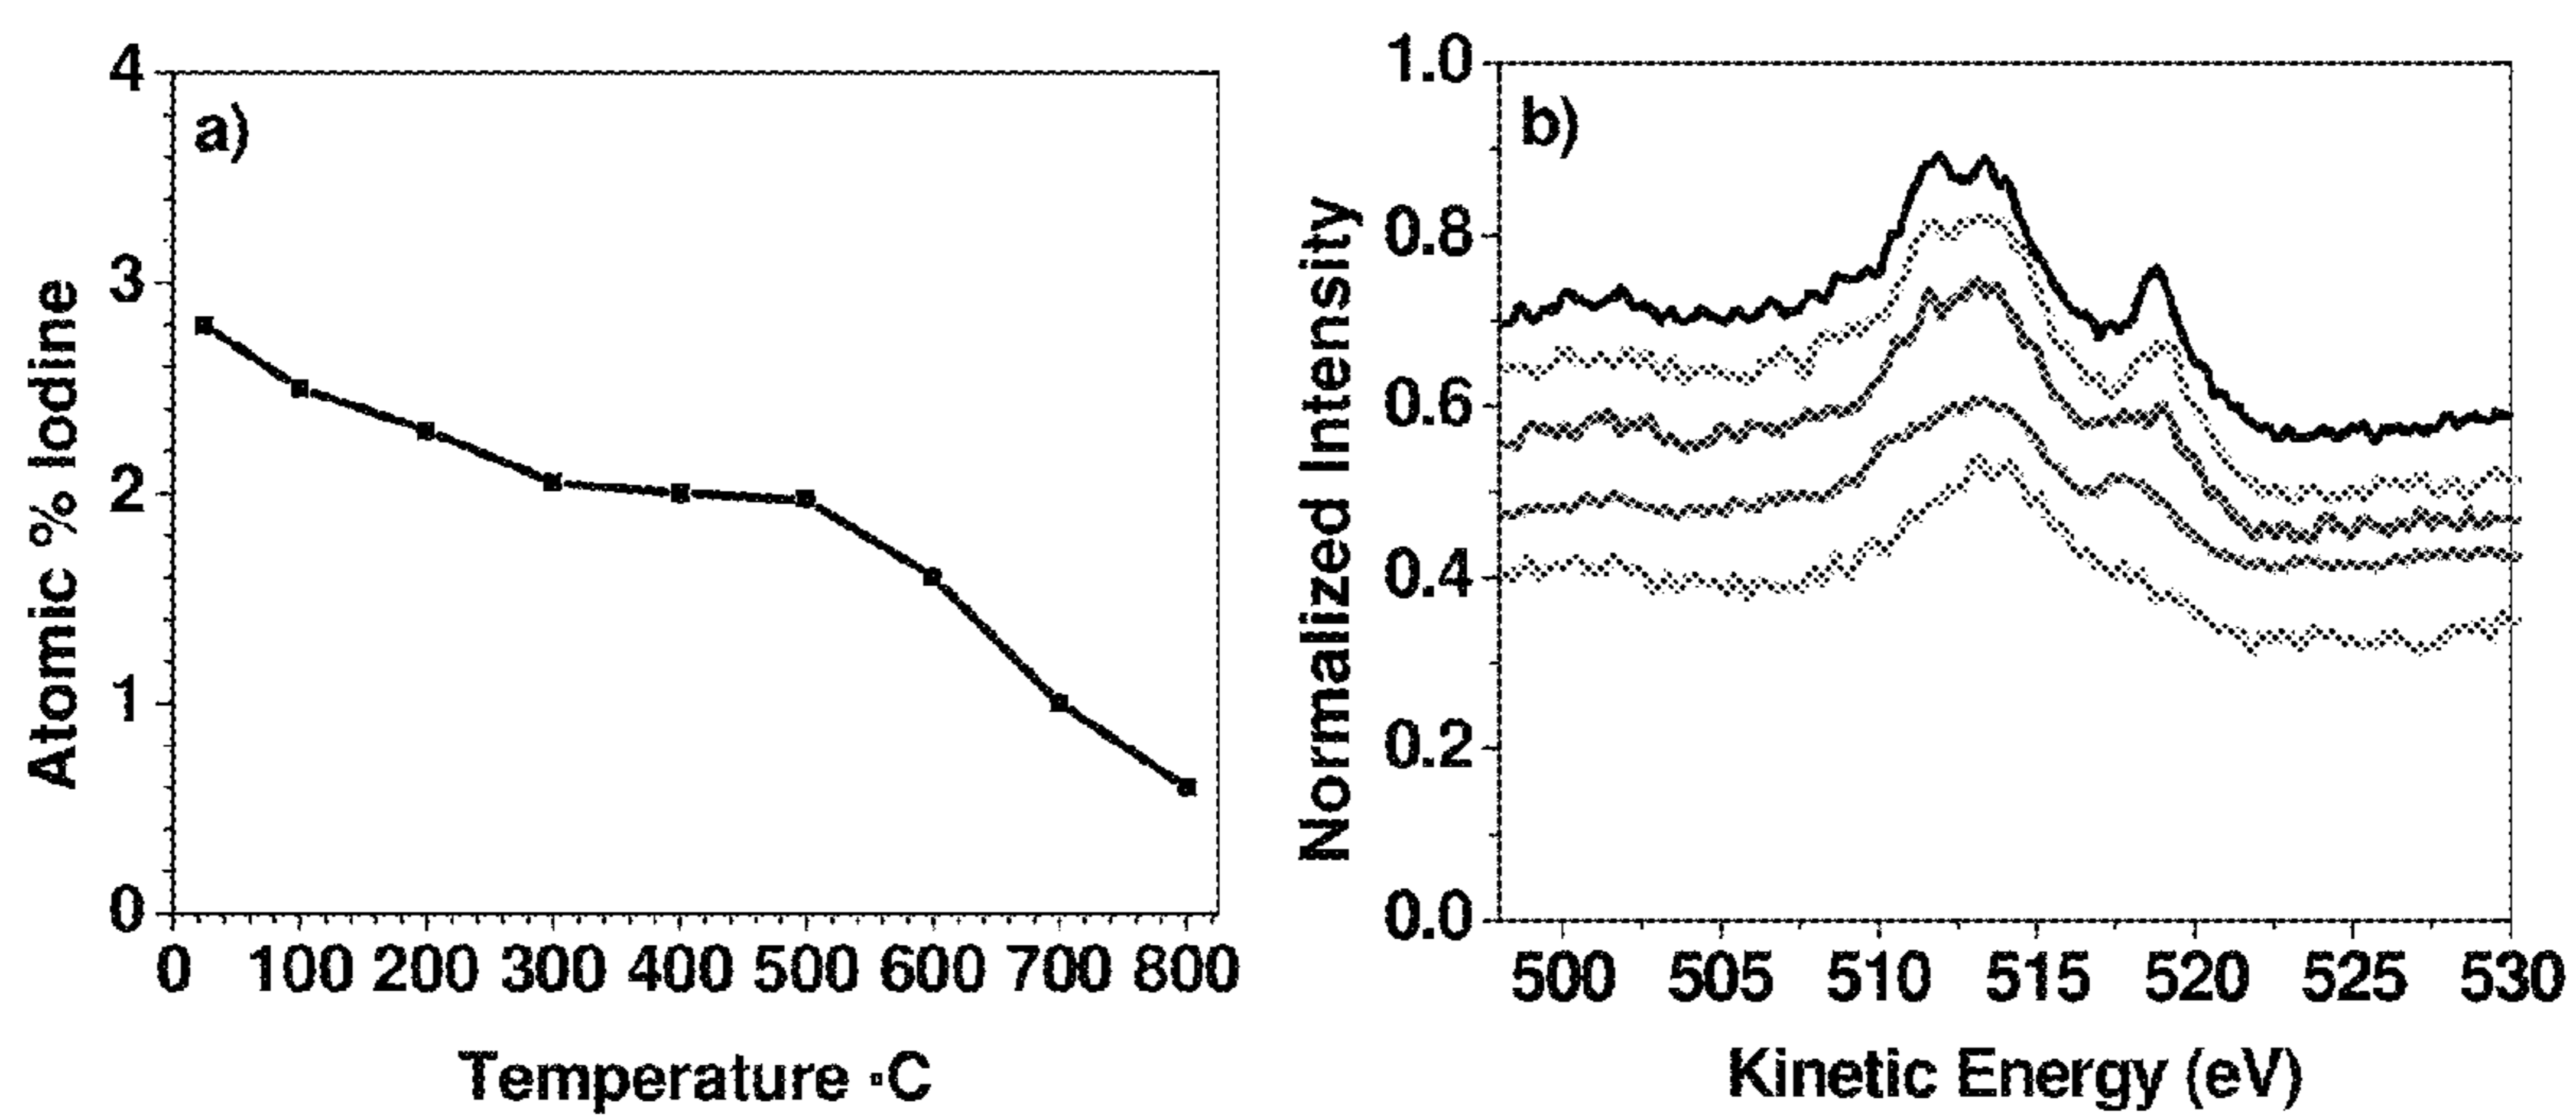 a)
4
3
2
1
0
Atomic % Iodine
0 100 200 300 400 500 600 700 800
Temperature ▫C
b)
1.0
0.8
0.6
0.4
0.2
0.0
Normalized Intensity
500 505 510 515 520 525 530
Kinetic Energy (eV)